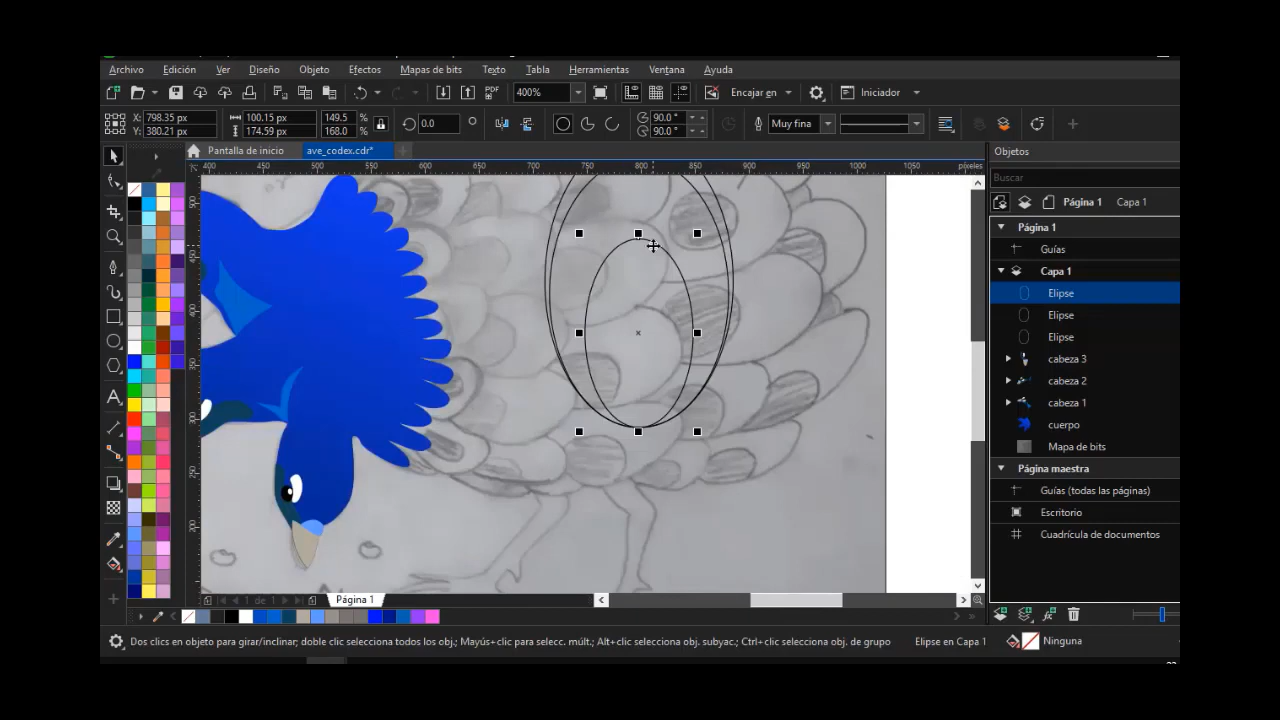 Archivo Edición Ver Diseño Objeto Efectos Mapas de bits Texto Tabla Herramientas Ventana Ayuda
400% PDF Encajar en Iniciador
X: 798.35 px 100.15 px 149.5 % 0.0 90.0 ° Muy fina
Y: 380.21 px 174.59 px 168.0 % 90.0 °
Pantalla de inicio ave_codex.cdr* Objetos
400 450 500 550 600 650 700 750 800 850 900 950 1000 1050 píxeles
Buscar
Página 1 Capa 1
Página 1
Guías
Capa 1
Elipse
Elipse
Elipse
cabeza 3
cabeza 2
cabeza 1
cuerpo
Mapa de bits
Página maestra
Guías (todas las páginas)
Escritorio
Cuadrícula de documentos
1 de 1 Página 1
Dos clics en objeto para girar/inclinar; doble clic selecciona todos los obj.; Mayús+clic para selecc. múlt.; Alt+clic selecciona obj. subyac.; Ctrl+clic selecciona obj. de grupo Elipse en Capa 1 Ninguna